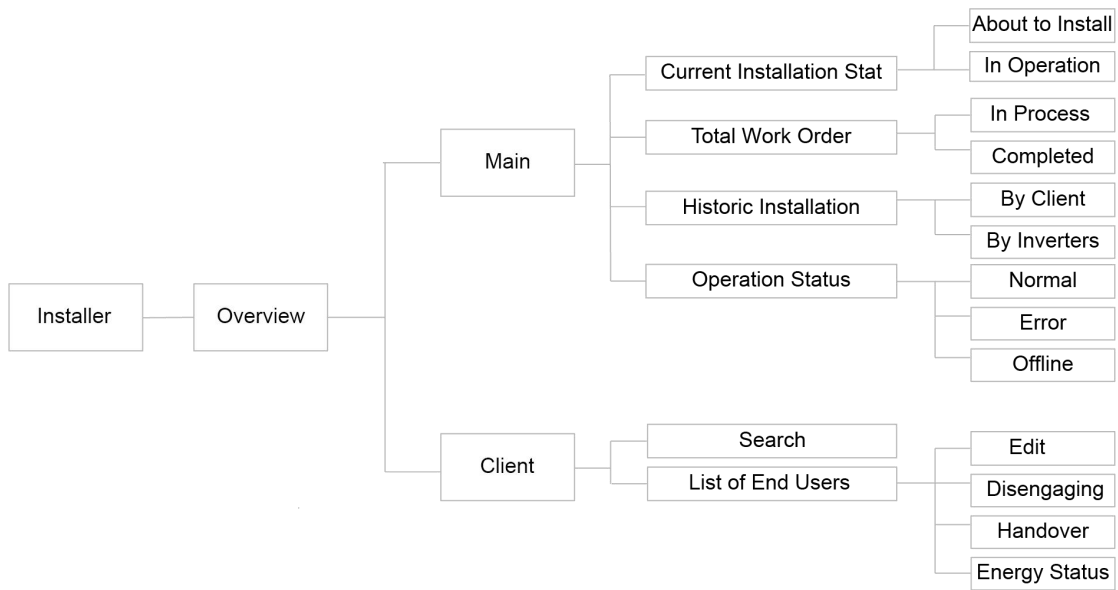 Installer
Overview
Main
Current Installation Stat
About to Install
In Operation
Total Work Order
In Process
Completed
Historic Installation
By Client
By Inverters
Operation Status
Normal
Error
Offline
Client
Search
List of End Users
Edit
Disengaging
Handover
Energy Status